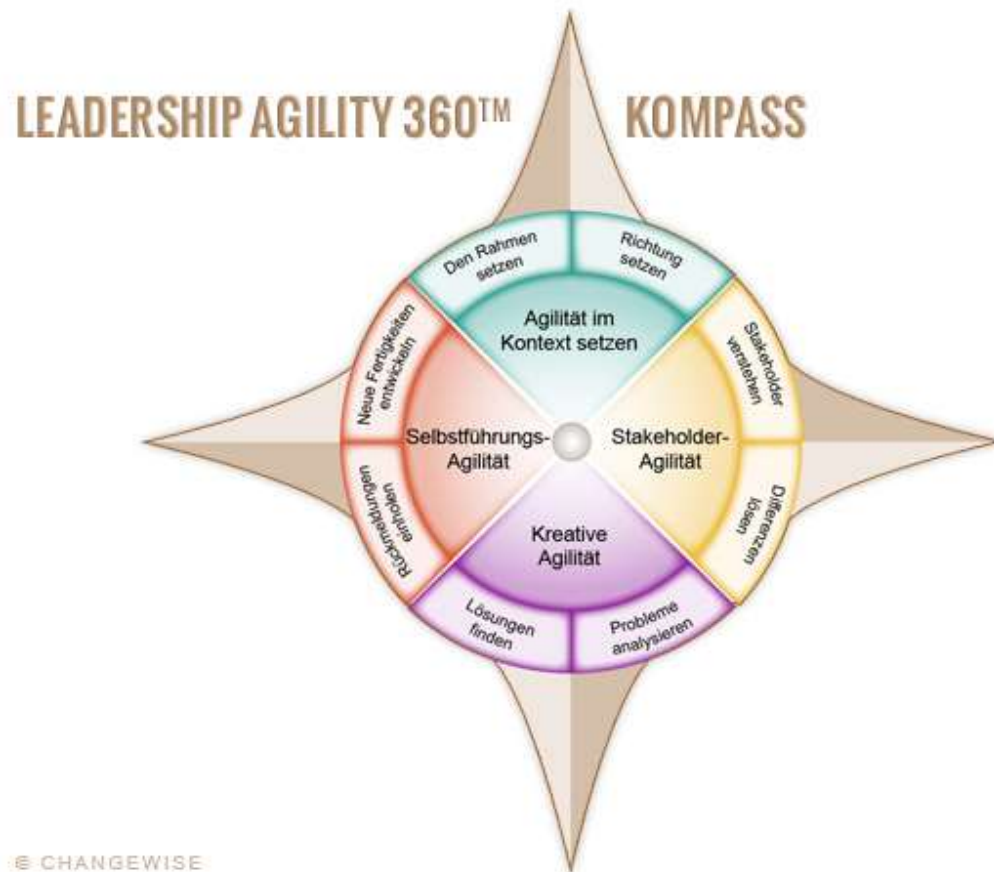 LEADERSHIP AGILITY 360™ KOMPASS
Den Rahmen
setzen
Richtung
setzen
Agilität im
Kontext setzen
Neue Fertigkeiten
entwickeln
Stakeholder
verstehen
Selbstführungs-
Agilität
Stakeholder-
Agilität
Rückmeldungen
einholen
Differenzen
lösen
Kreative
Agilität
Lösungen
finden
Probleme
analysieren
© CHANGEWISE